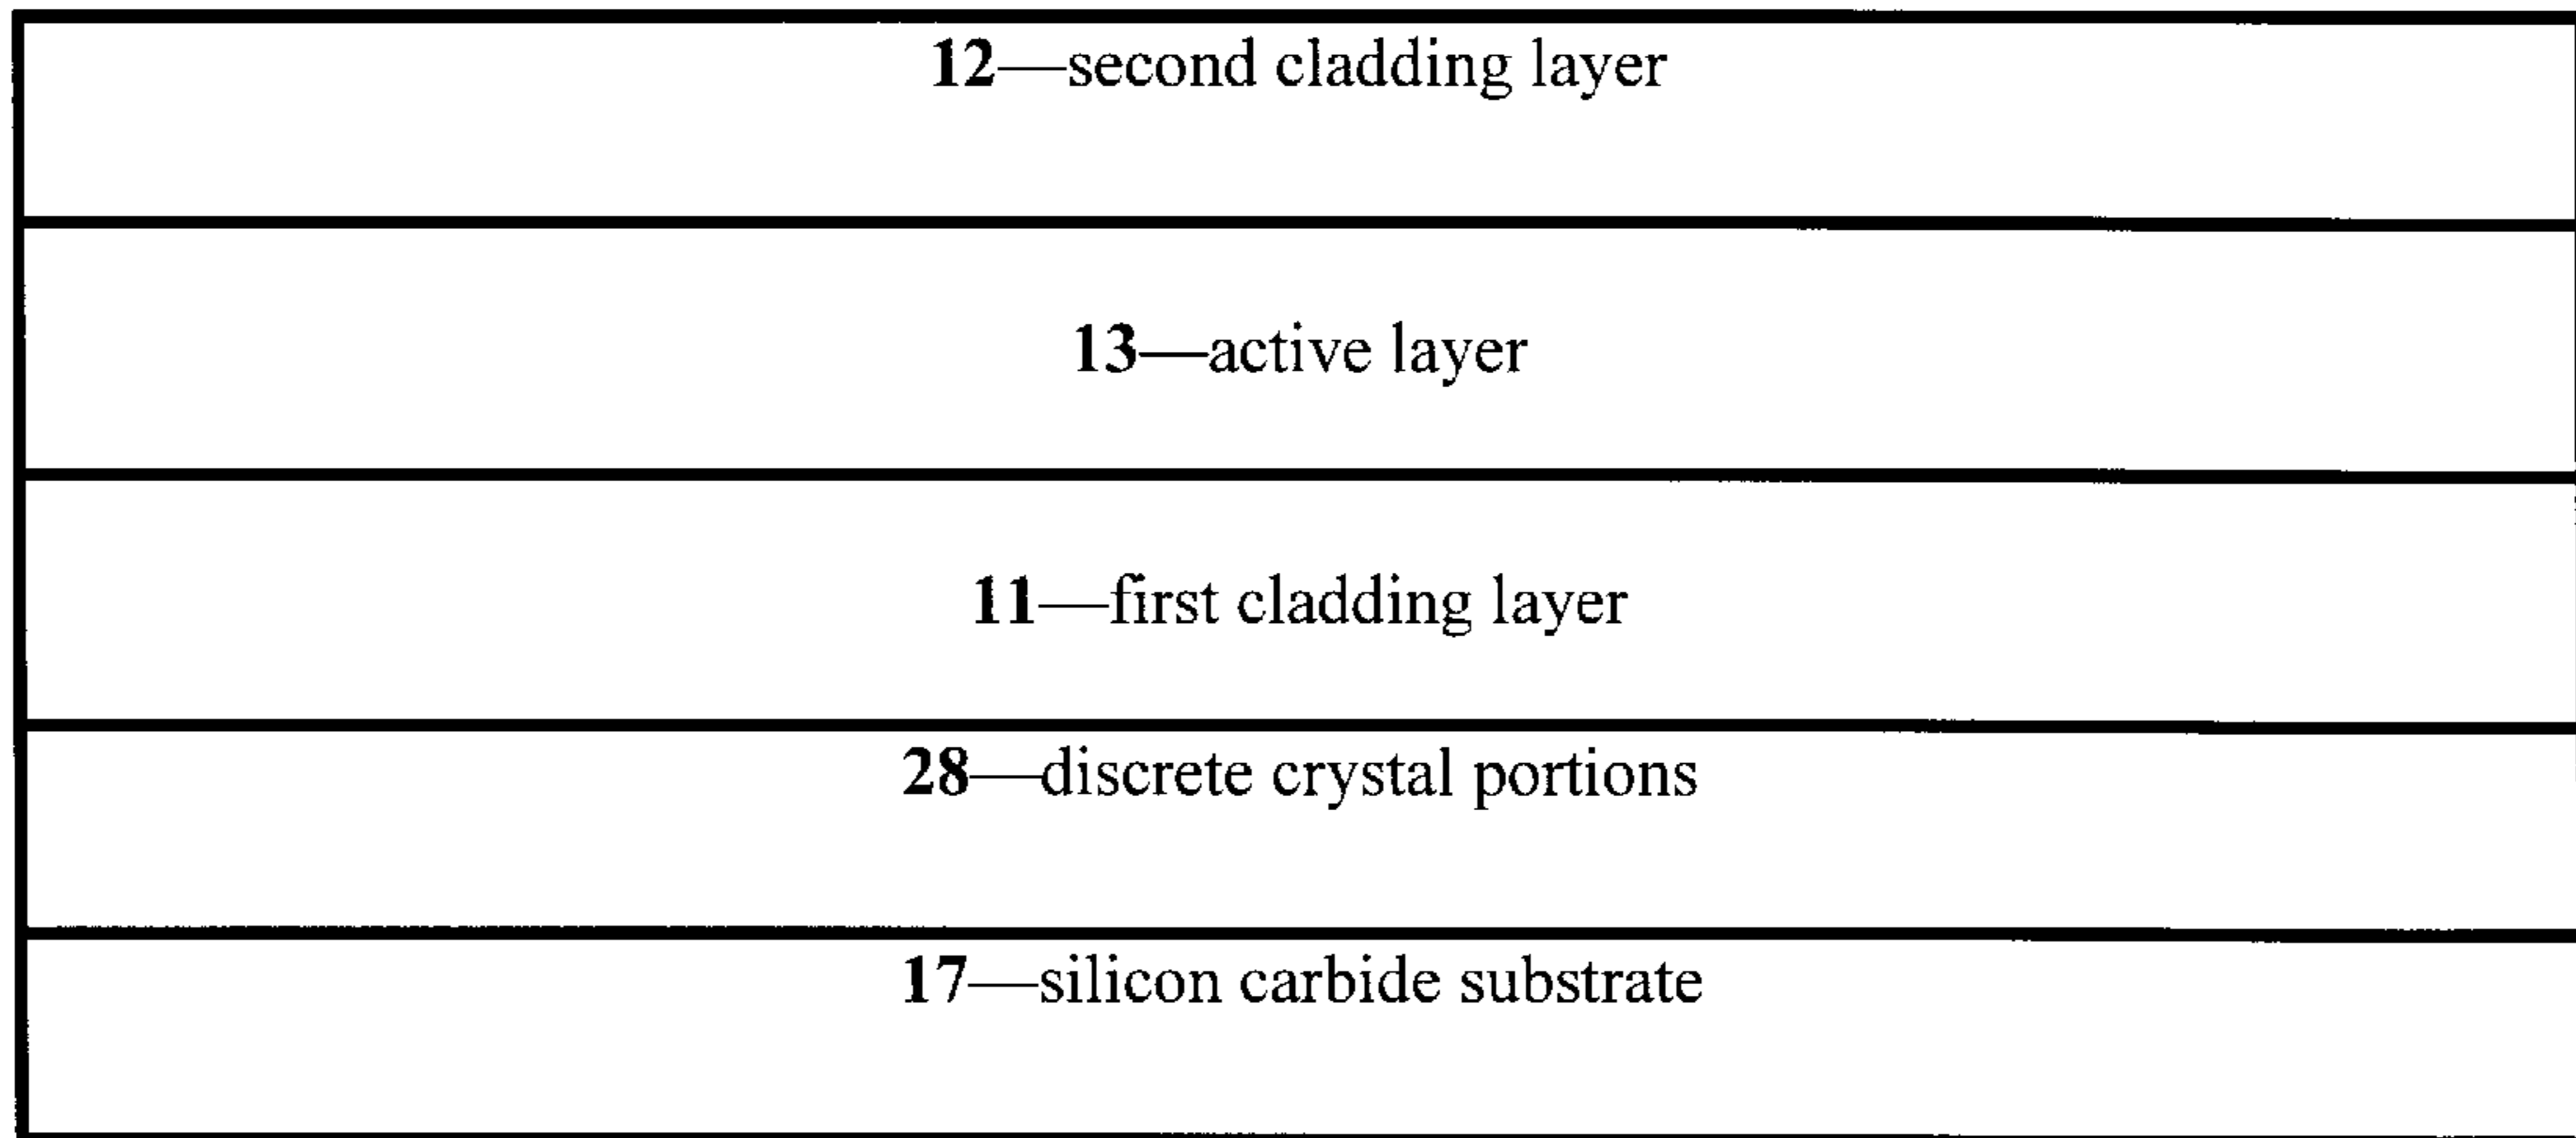 12—second cladding layer
13—active layer
11—first cladding layer
28—discrete crystal portions
17—silicon carbide substrate